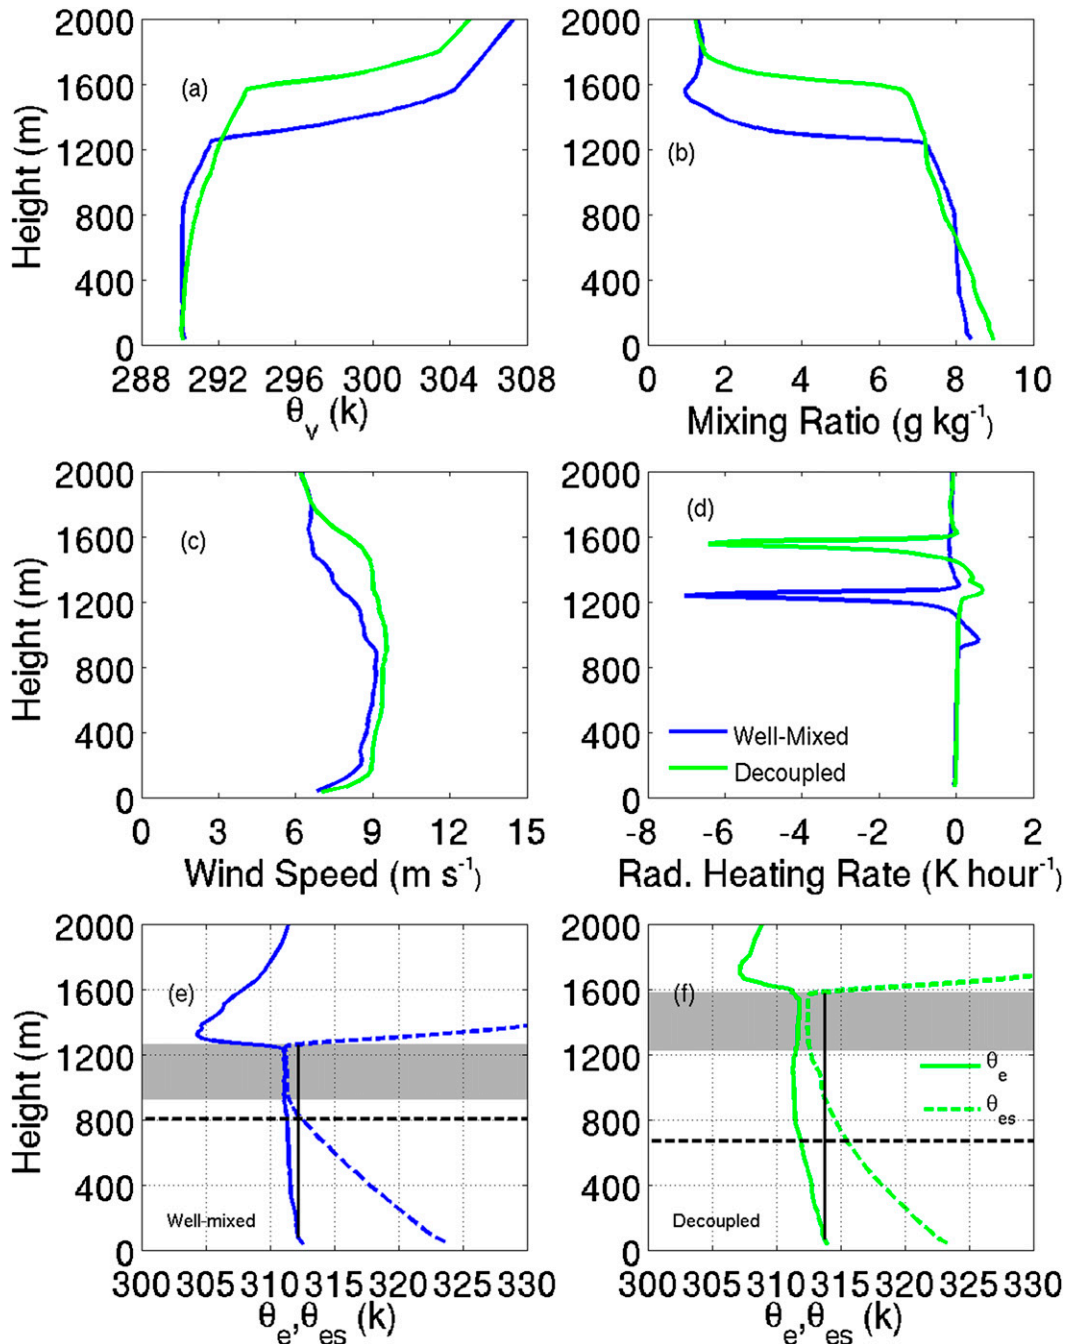 2000
1600
1200
800
400
0
Height (m)
(a)
288 292 296 300 304 308
θv (k)
2000
1600
1200
800
400
0
(b)
0 2 4 6 8 10
Mixing Ratio (g kg-1)
2000
1600
1200
800
400
0
Height (m)
(c)
0 3 6 9 12 15
Wind Speed (m s-1)
2000
1600
1200
800
400
0
(d)
Well-Mixed
Decoupled
-8 -6 -4 -2 0 2
Rad. Heating Rate (K hour-1)
2000
1600
1200
800
400
0
Height (m)
(e)
Well-mixed
300 305 310 315 320 325 330
θe,θes (k)
2000
1600
1200
800
400
0
(f)
θe
θes
Decoupled
300 305 310 315 320 325 330
θe,θes (k)